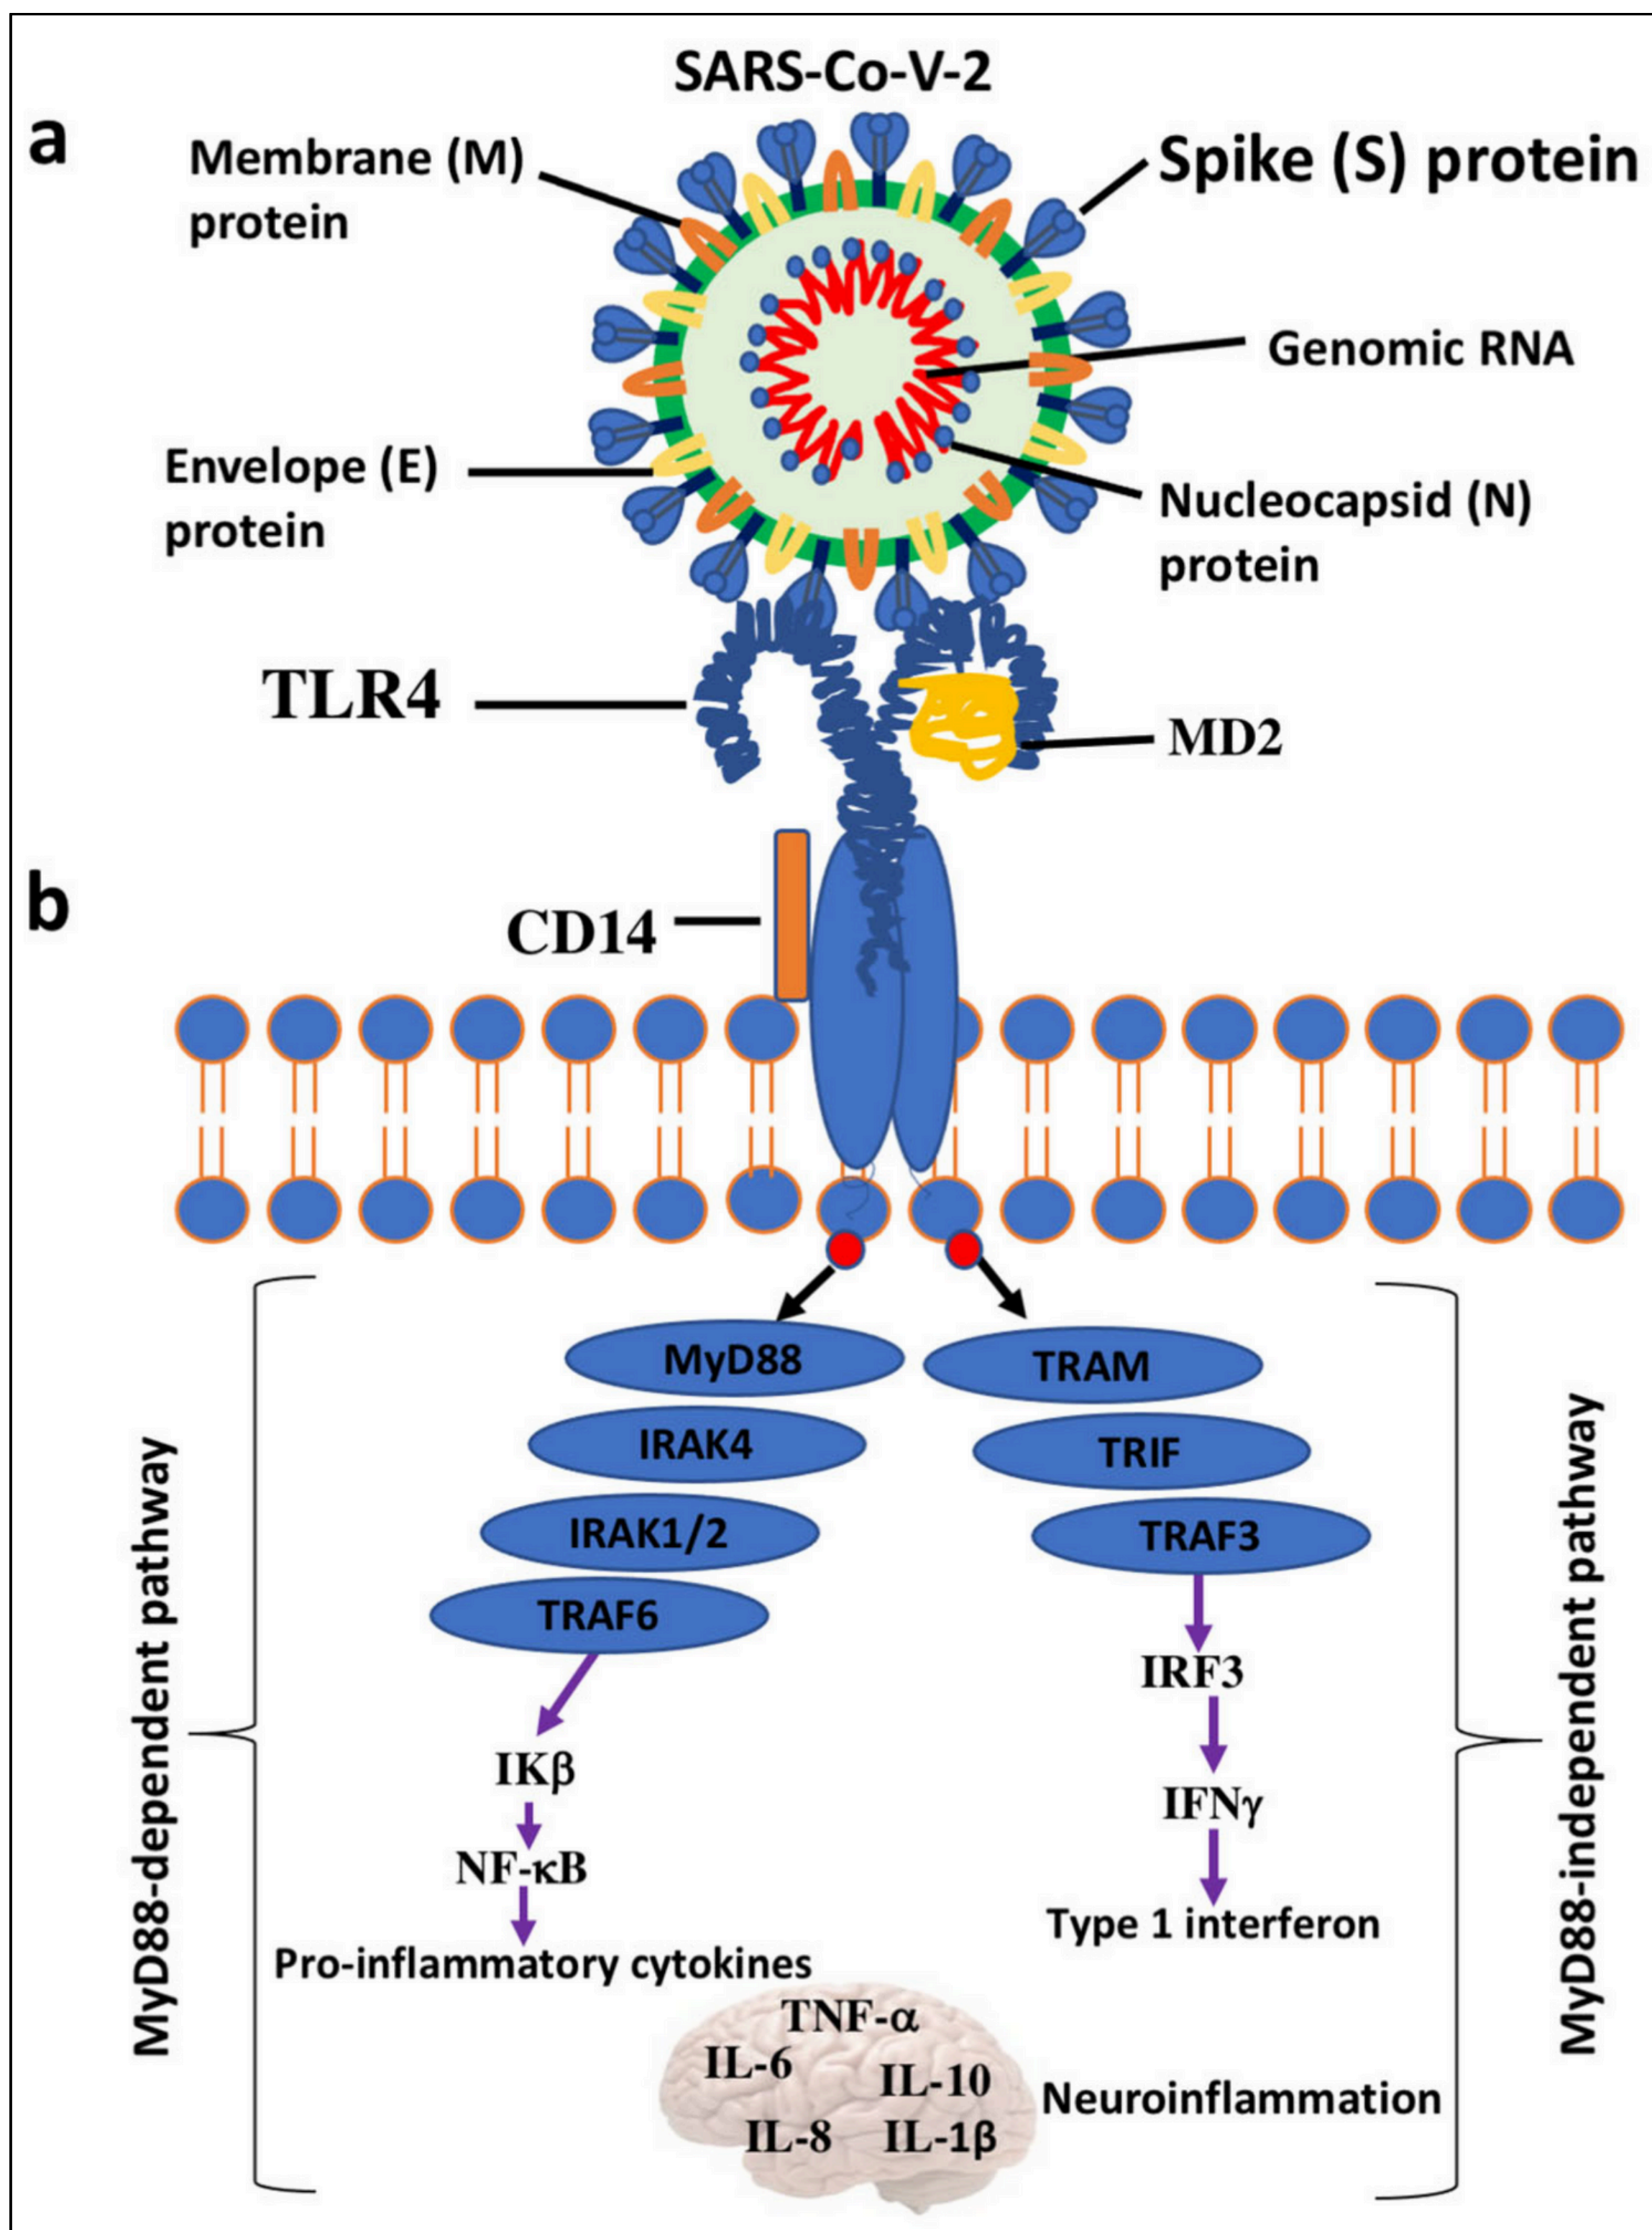 SARS-Co-V-2
a
Membrane (M)
protein
Spike (S) protein
Genomic RNA
Envelope (E)
protein
Nucleocapsid (N)
protein
TLR4
MD2
b
CD14
MyD88
TRAM
IRAK4
TRIF
IRAK1/2
TRAF3
TRAF6
IRF3
IKβ
IFNγ
NF-κB
Type 1 interferon
Pro-inflammatory cytokines
TNF-α
IL-6
IL-10
IL-8
IL-1β
Neuroinflammation
MyD88-dependent pathway
MyD88-independent pathway